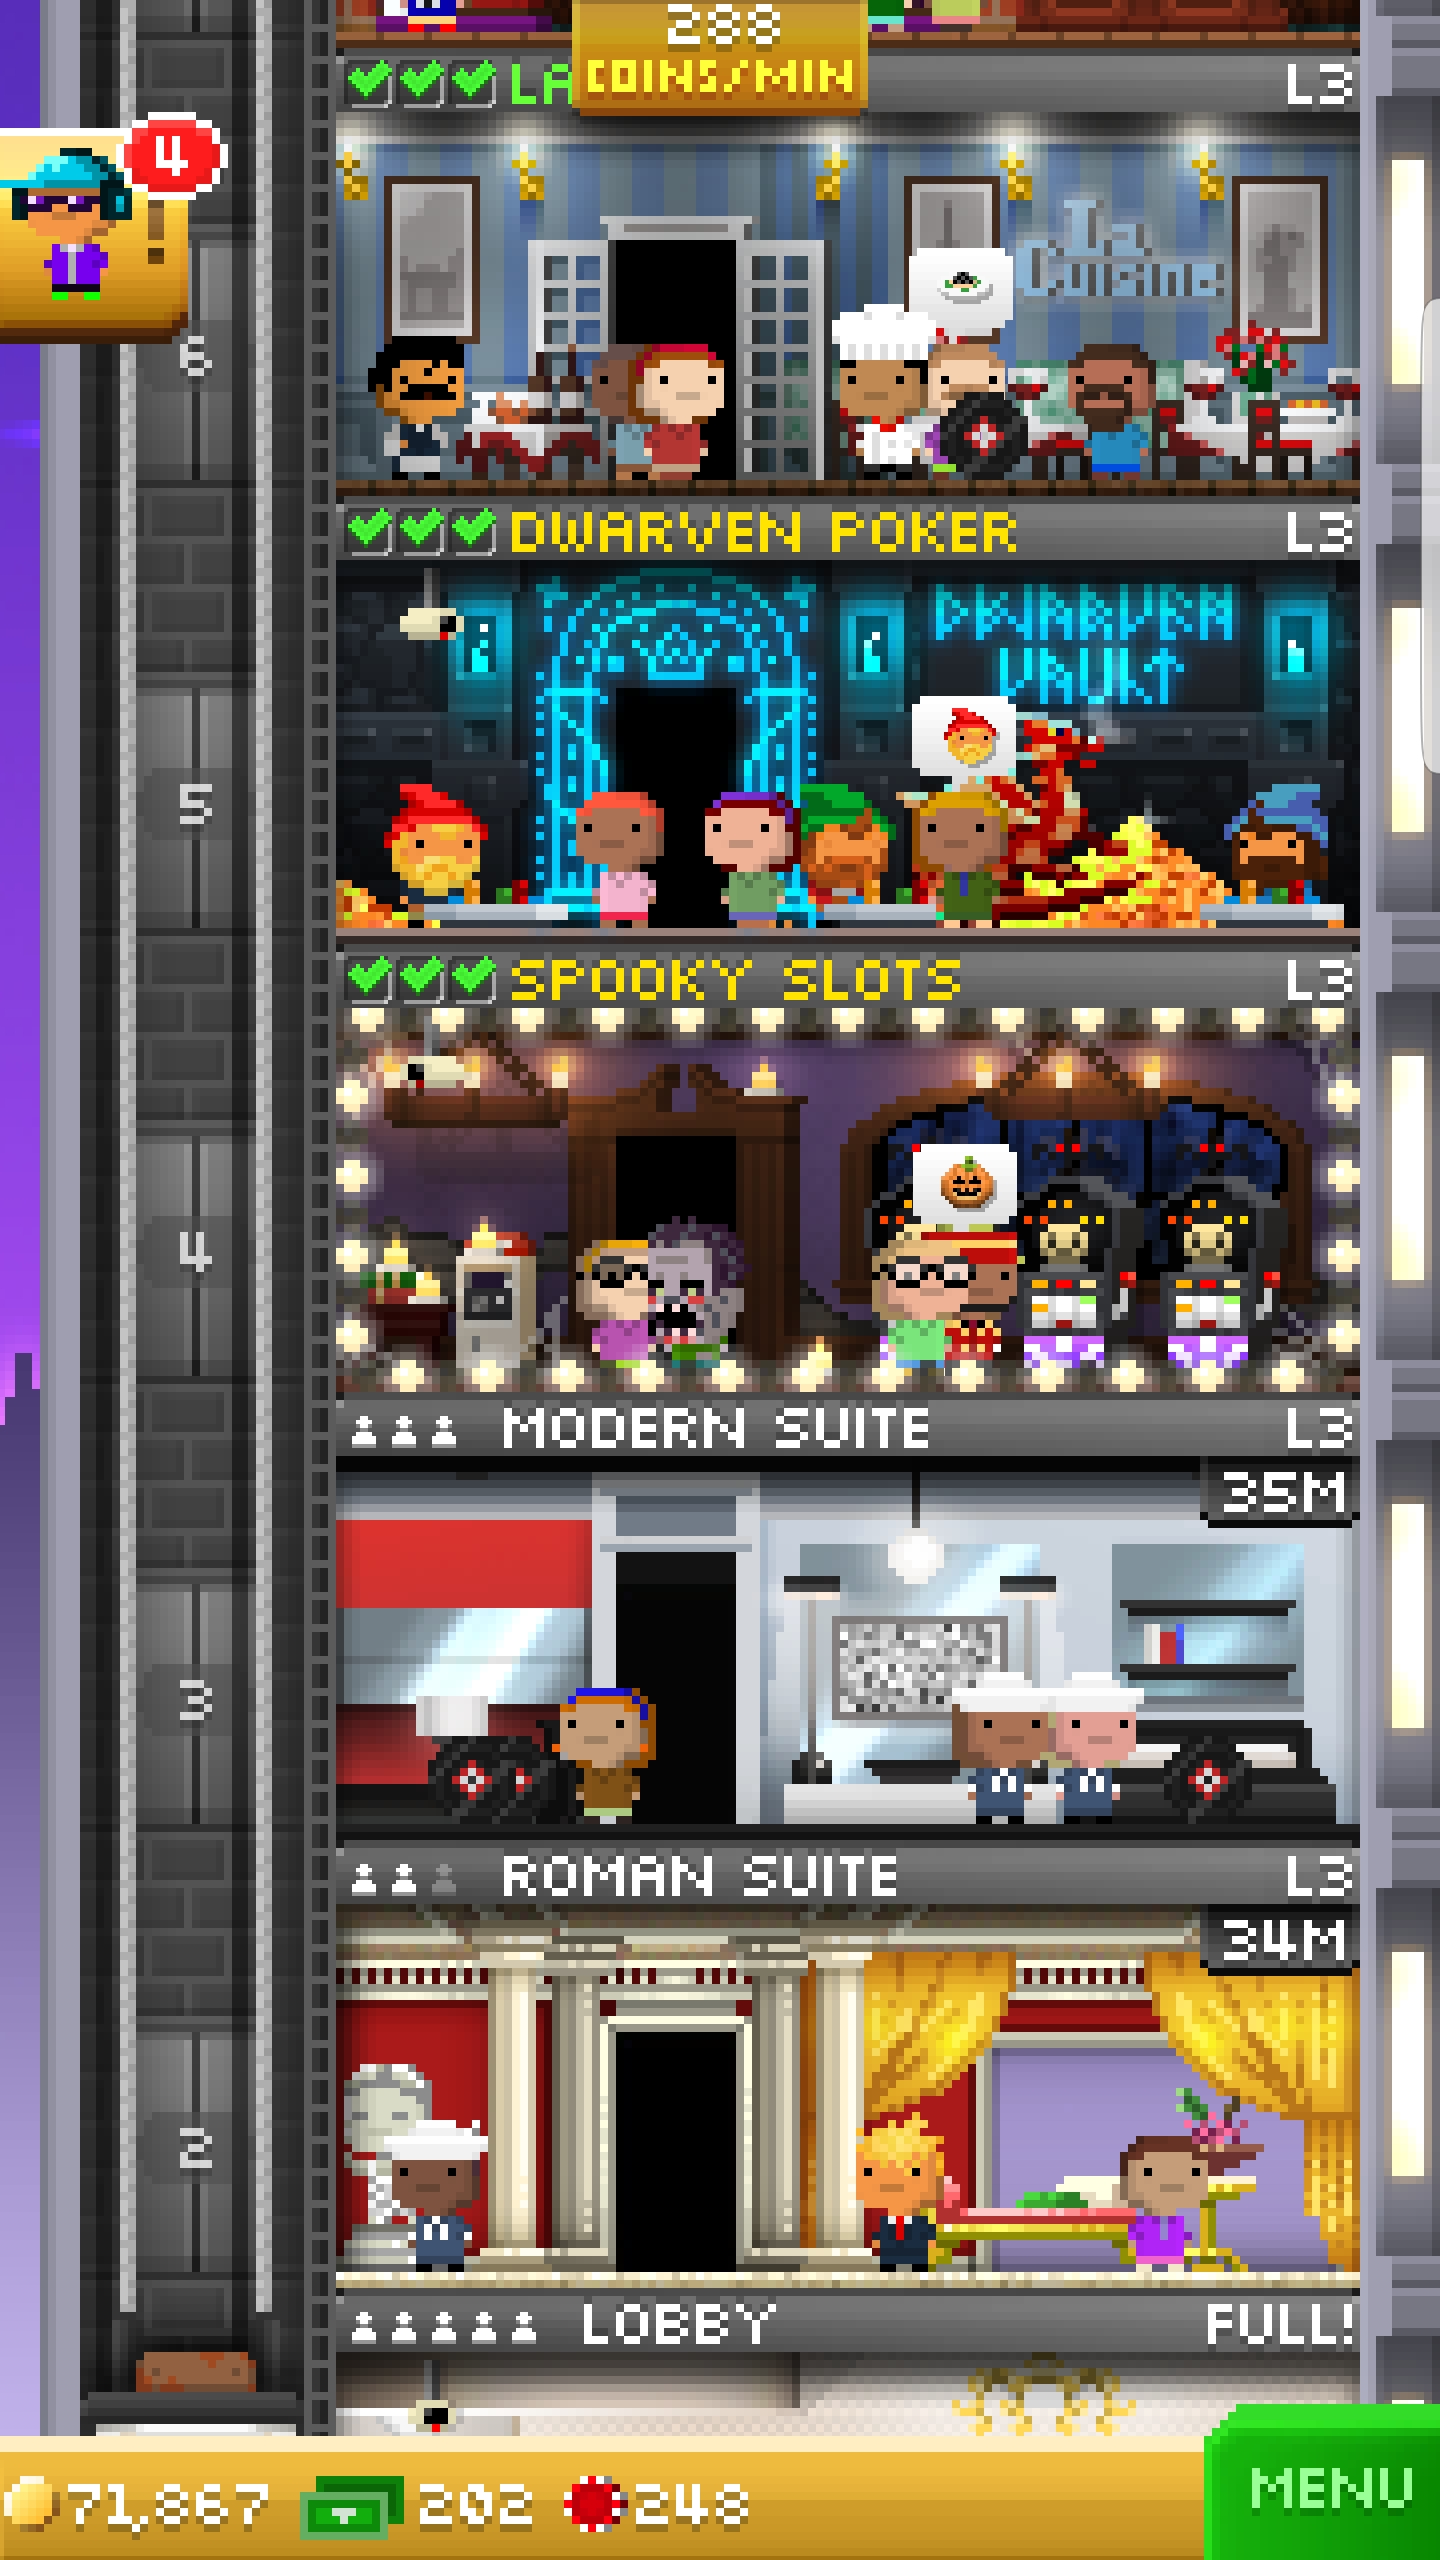 288
COINS/MIN
LA
L3
4
La
Cuisine
6
DWARVEN POKER
L3
DWARVEN
VAULT
5
SPOOKY SLOTS
L3
4
MODERN SUITE
L3
35M
3
ROMAN SUITE
L3
34M
2
LOBBY
FULL!
71,867
202
248
MENU